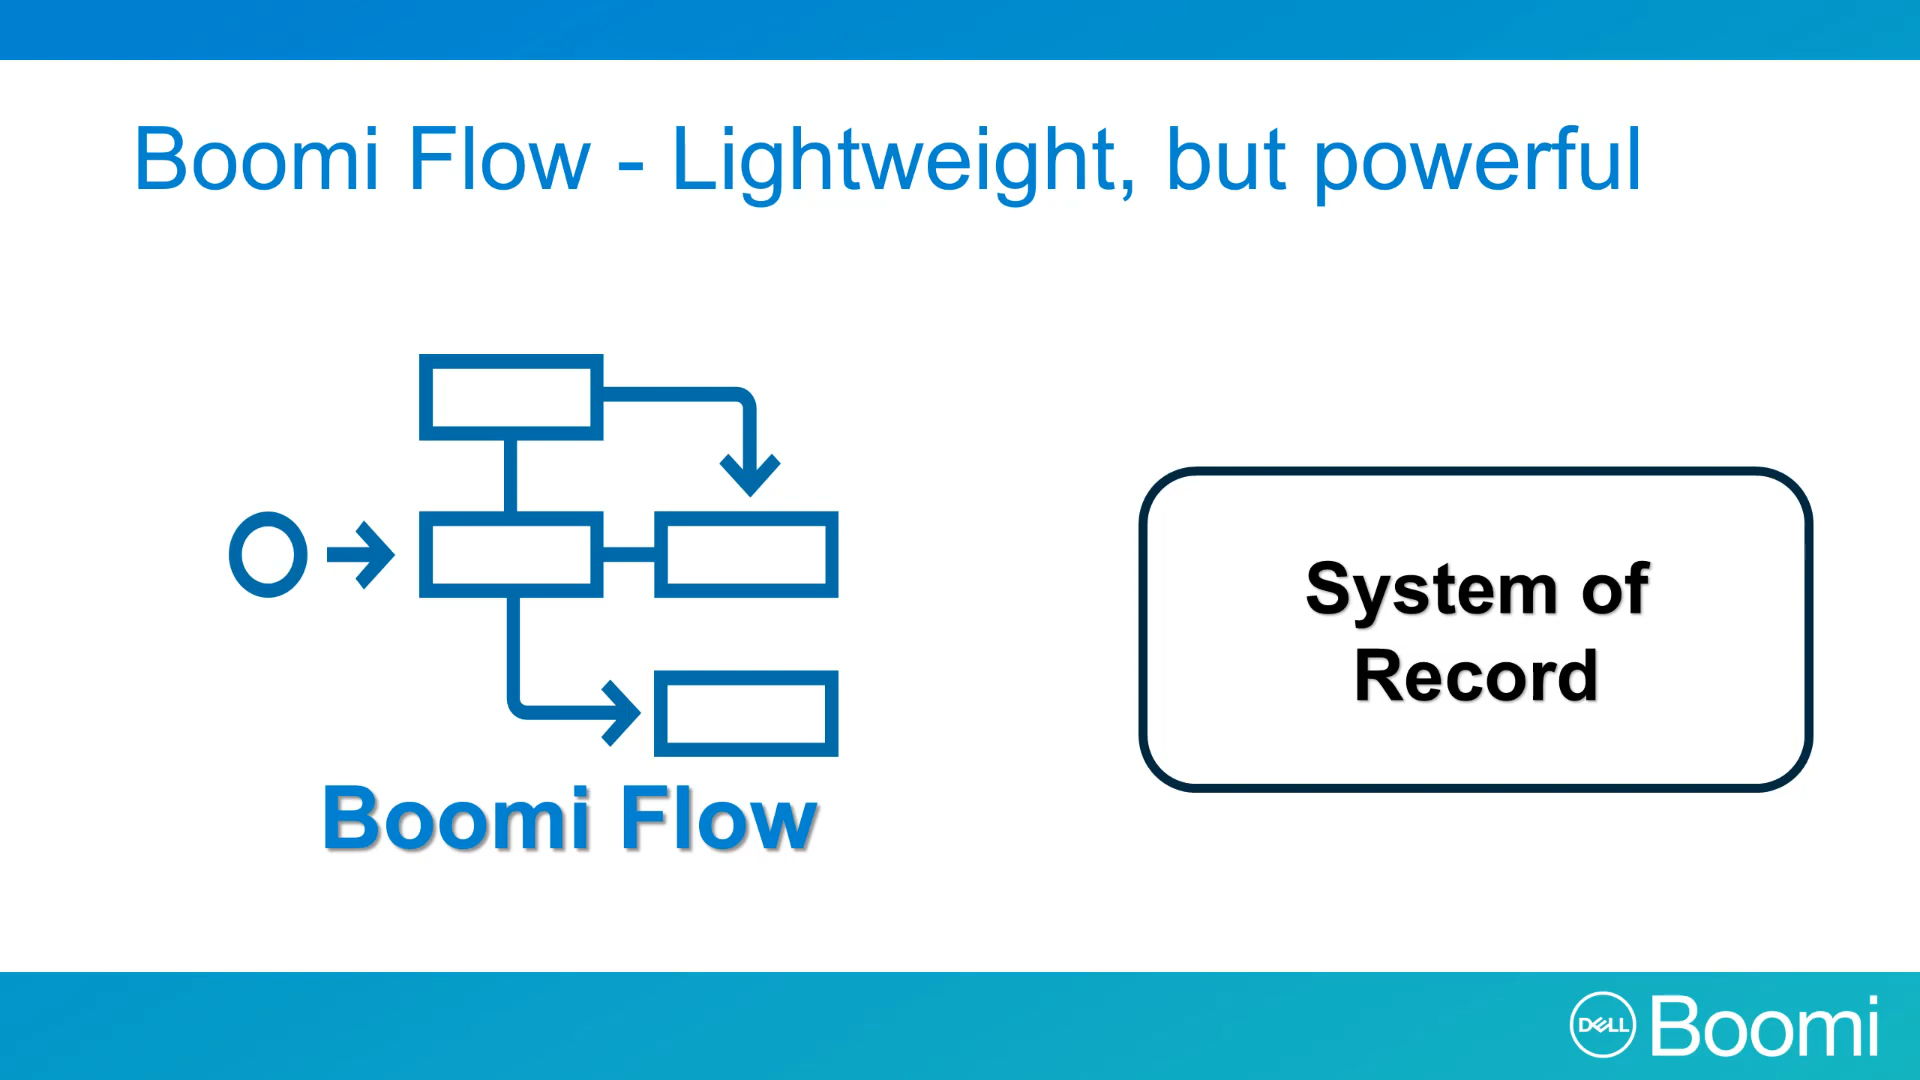 Boomi Flow - Lightweight, but powerful
System of
Record
Boomi Flow
DELL Boomi